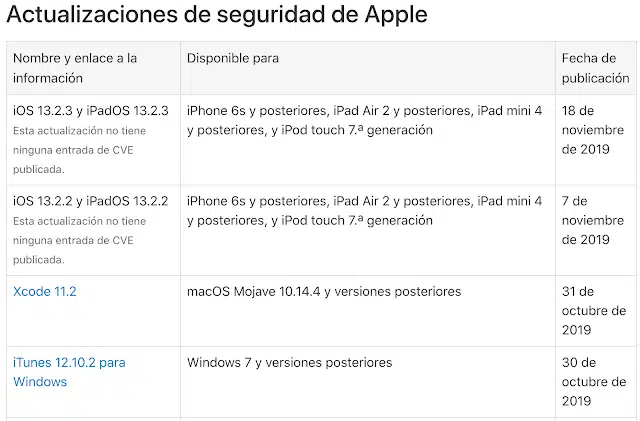 Actualizaciones de seguridad de Apple
Nombre y enlace a la
información
Disponible para
Fecha de
publicación
iOS 13.2.3 y iPadOS 13.2.3
Esta actualización no tiene
ninguna entrada de CVE
publicada.
iPhone 6s y posteriores, iPad Air 2 y posteriores, iPad mini 4
y posteriores, y iPod touch 7.ª generación
18 de
noviembre
de 2019
iOS 13.2.2 y iPadOS 13.2.2
Esta actualización no tiene
ninguna entrada de CVE
publicada.
iPhone 6s y posteriores, iPad Air 2 y posteriores, iPad mini 4
y posteriores, y iPod touch 7.ª generación
7 de
noviembre
de 2019
Xcode 11.2
macOS Mojave 10.14.4 y versiones posteriores
31 de
octubre de
2019
iTunes 12.10.2 para
Windows
Windows 7 y versiones posteriores
30 de
octubre de
2019